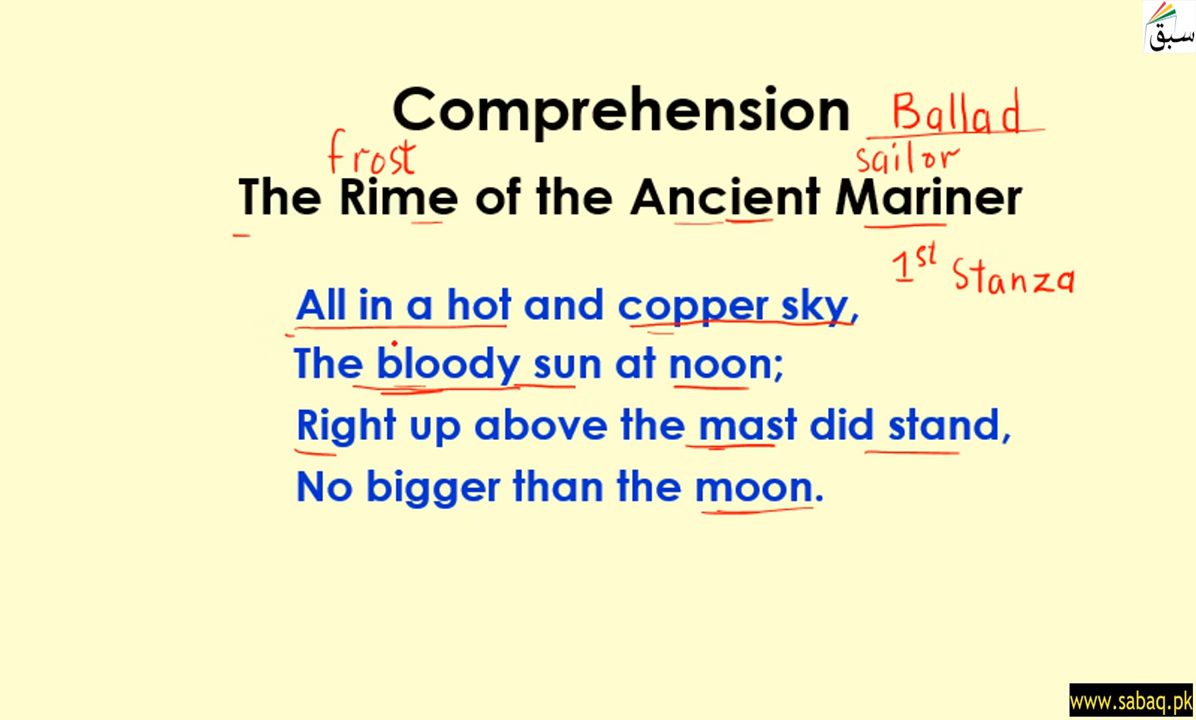 سبق
Comprehension Ballad
frost sailor
The Rime of the Ancient Mariner
1st Stanza
All in a hot and copper sky,
The bloody sun at noon;
Right up above the mast did stand,
No bigger than the moon.
www.sabaq.pk